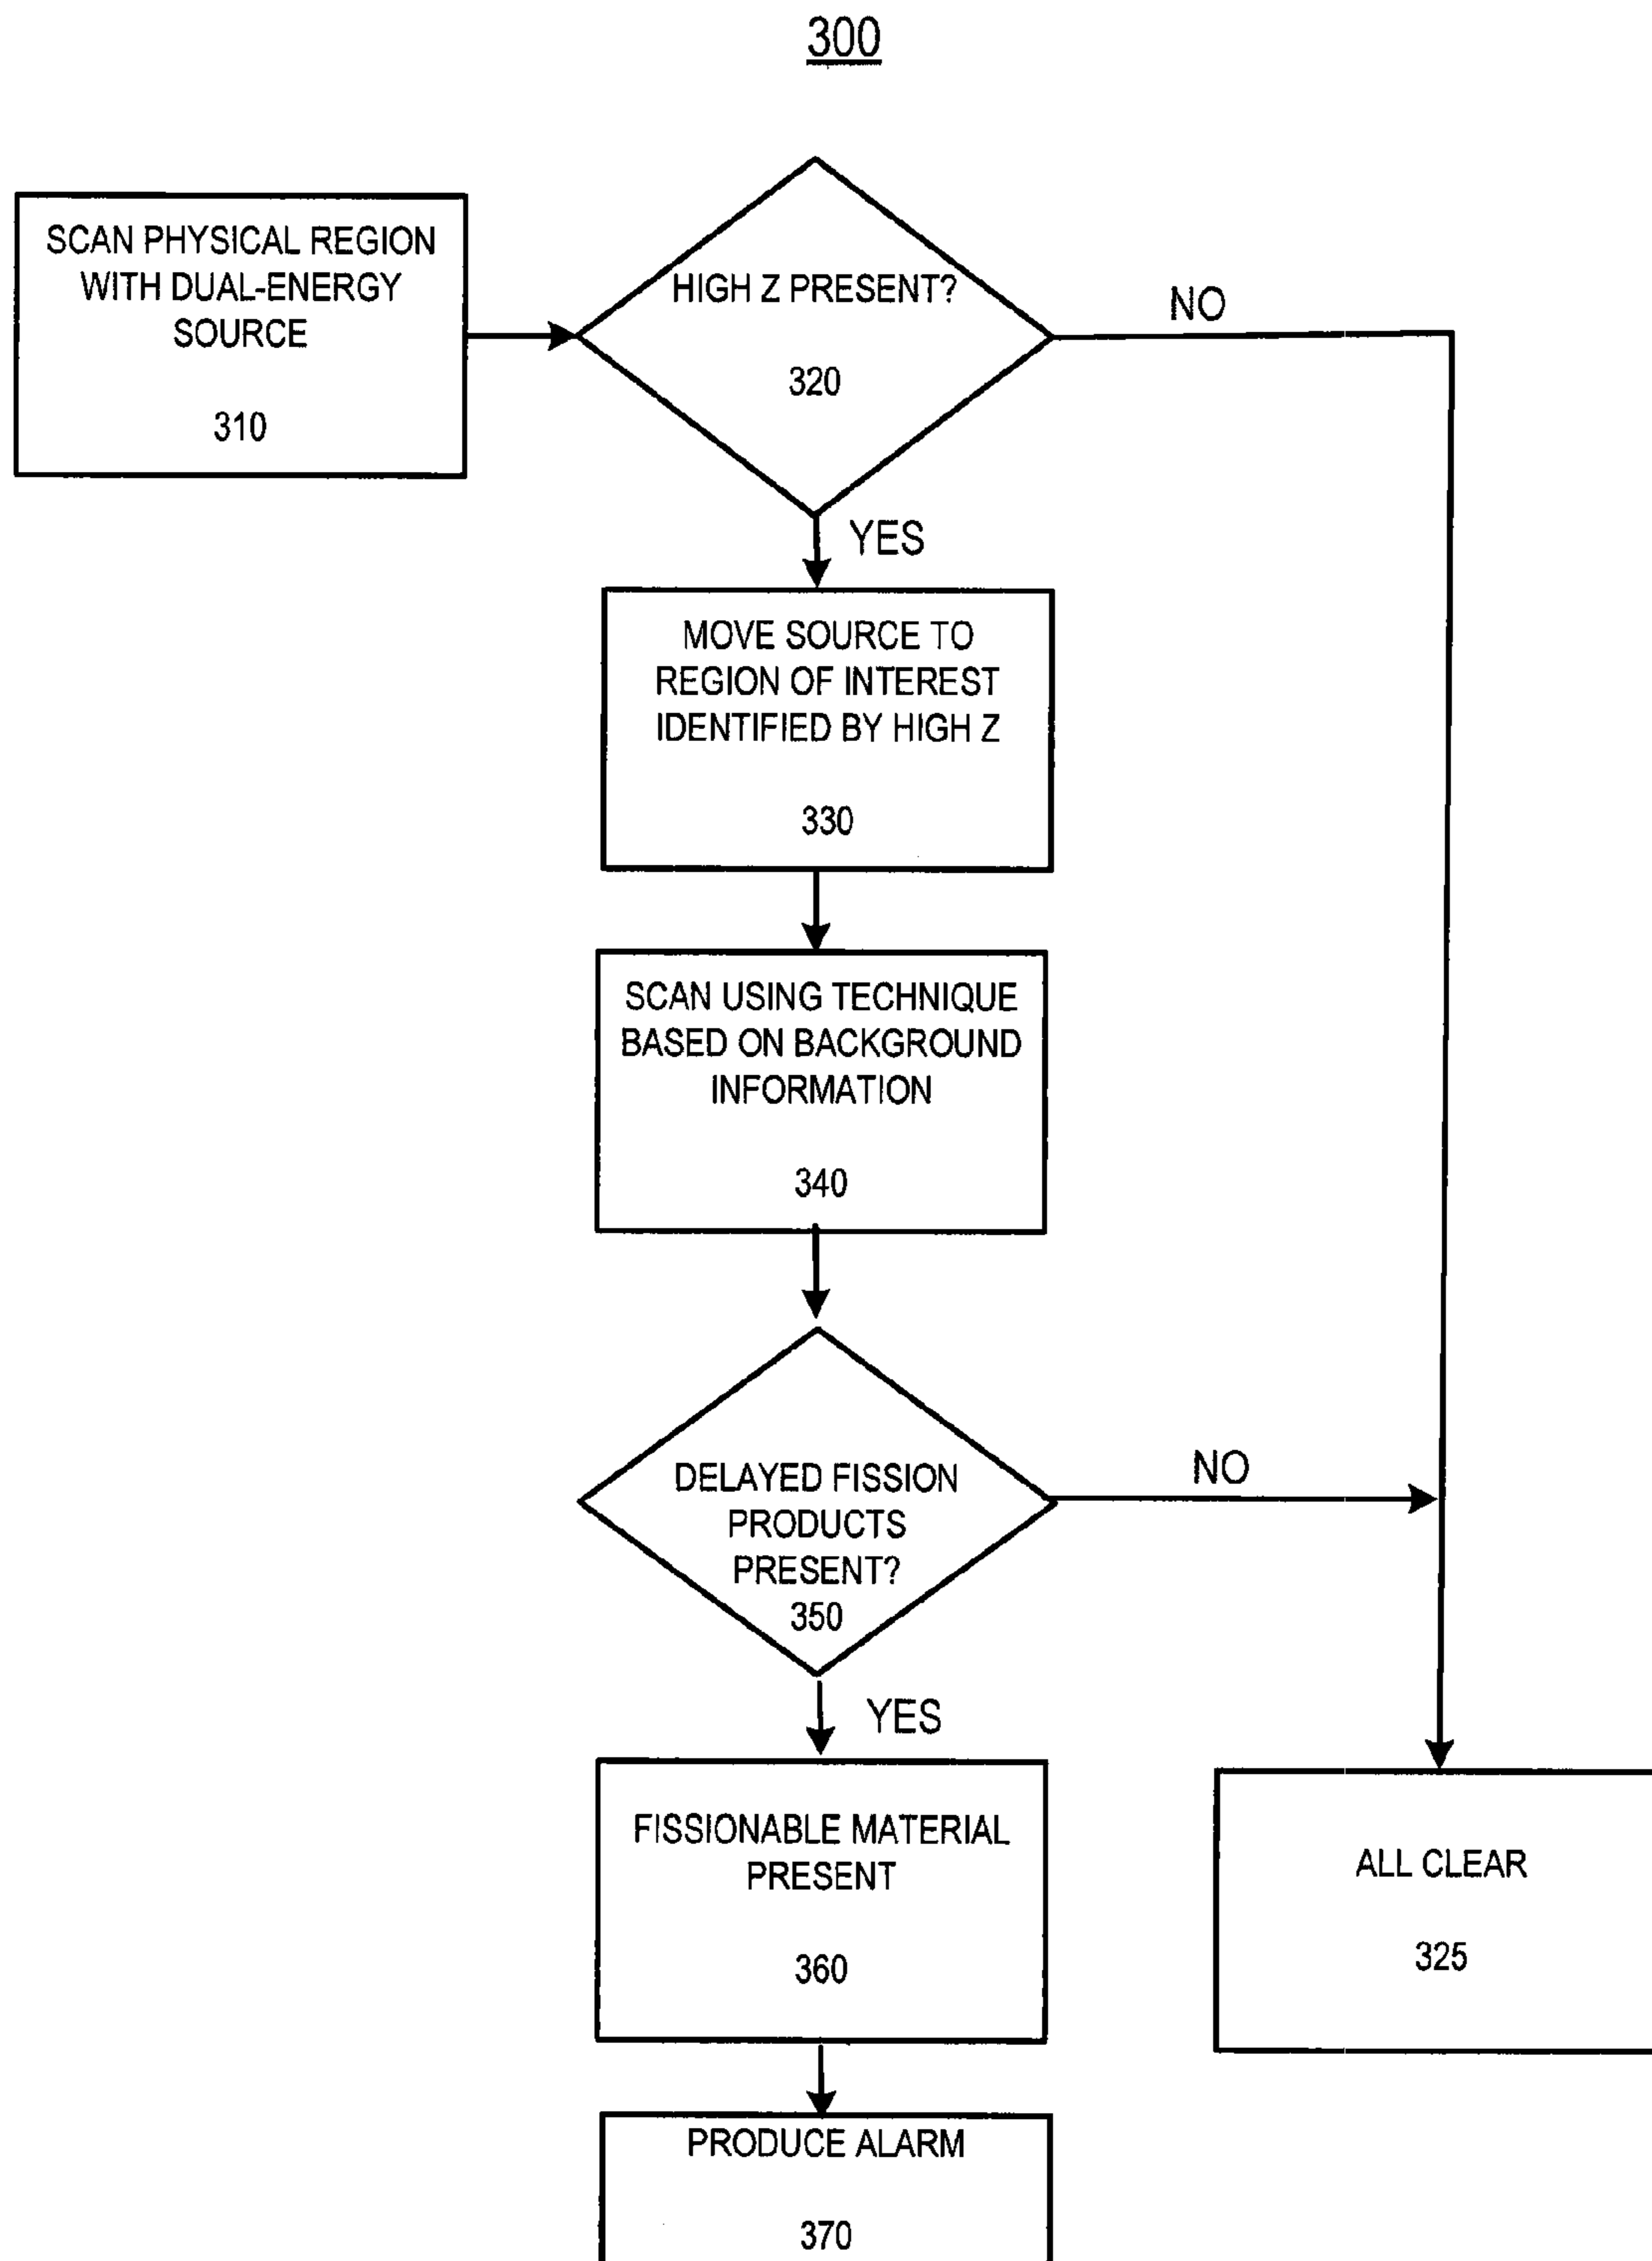 300
SCAN PHYSICAL REGION
WITH DUAL-ENERGY
SOURCE
310
HIGH Z PRESENT?
320
NO
YES
MOVE SOURCE TO
REGION OF INTEREST
IDENTIFIED BY HIGH Z
330
SCAN USING TECHNIQUE
BASED ON BACKGROUND
INFORMATION
340
DELAYED FISSION
PRODUCTS
PRESENT?
350
NO
YES
FISSIONABLE MATERIAL
PRESENT
360
ALL CLEAR
325
PRODUCE ALARM
370